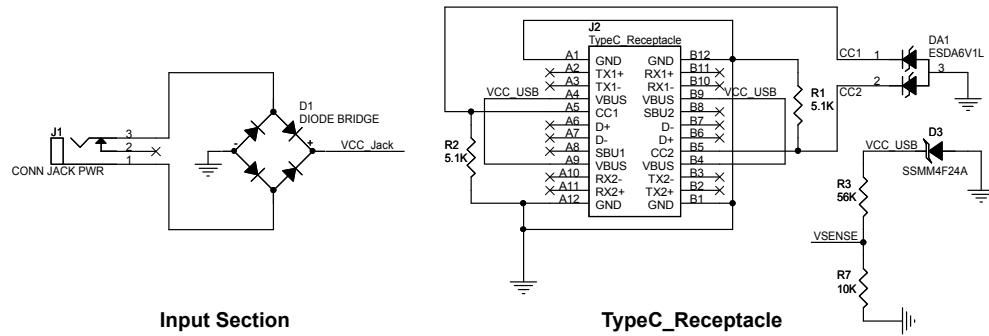 J1
3
2
1
CONN JACK PWR
D1
DIODE BRIDGE
-
+
VCC_Jack
Input Section
J2
TypeC_Receptacle
A1 GND GND B12
A2 TX1+ RX1+ B11
A3 TX1- RX1- B10
VCC_USB A4 VBUS VBUS B9 VCC_USB
A5 CC1 SBU2 B8
A6 D+ D- B7
A7 D- D+ B6
A8 SBU1 CC2 B5
A9 VBUS VBUS B4
A10 RX2- TX2- B3
A11 RX2+ TX2+ B2
A12 GND GND B1
R2
5.1K
R1
5.1K
DA1
ESDA6V1L
CC1 1
3
2
CC2
VCC_USB
D3
SSMM4F24A
R3
56K
VSENSE
R7
10K
TypeC_Receptacle